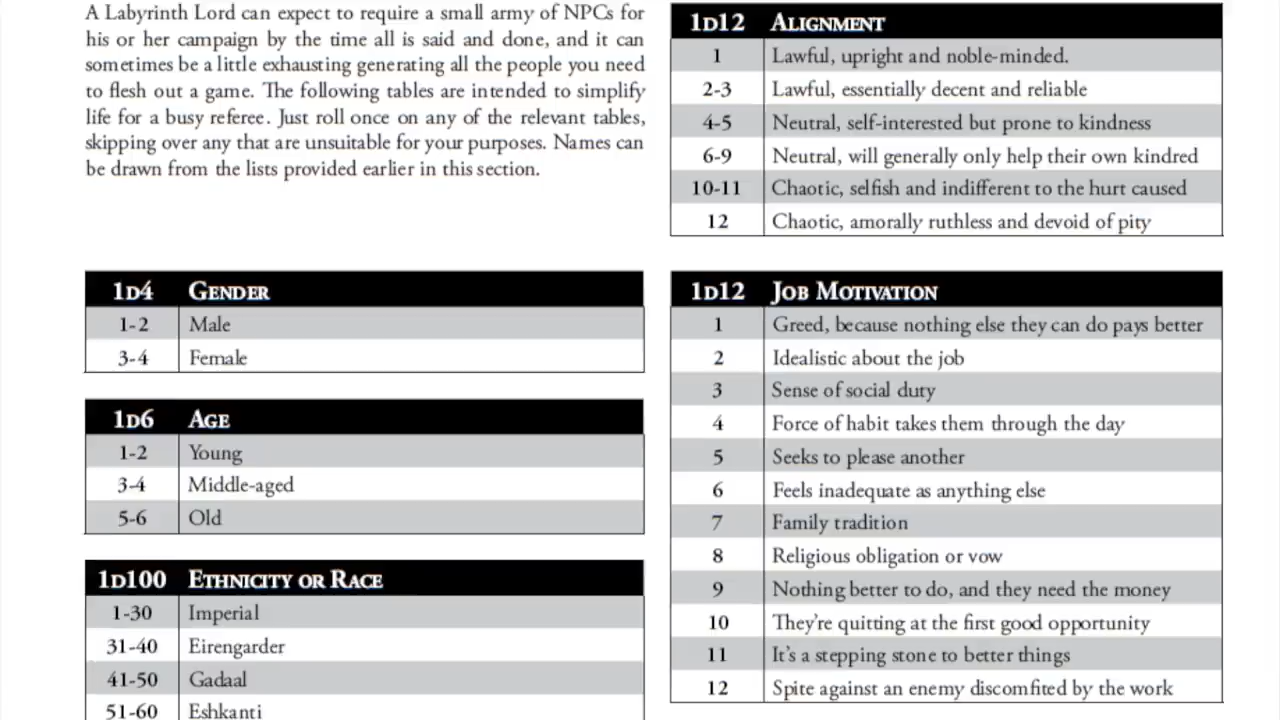 A Labyrinth Lord can expect to require a small army of NPCs for
his or her campaign by the time all is said and done, and it can
sometimes be a little exhausting generating all the people you need
to flesh out a game. The following tables are intended to simplify
life for a busy referee. Just roll once on any of the relevant tables,
skipping over any that are unsuitable for your purposes. Names can
be drawn from the lists provided earlier in this section.
1D4 GENDER
1-2 Male
3-4 Female
1D6 AGE
1-2 Young
3-4 Middle-aged
5-6 Old
1D100 ETHNICITY OR RACE
1-30 Imperial
31-40 Eirengarder
41-50 Gadaal
51-60 Eshkanti
1D12 ALIGNMENT
1 Lawful, upright and noble-minded.
2-3 Lawful, essentially decent and reliable
4-5 Neutral, self-interested but prone to kindness
6-9 Neutral, will generally only help their own kindred
10-11 Chaotic, selfish and indifferent to the hurt caused
12 Chaotic, amorally ruthless and devoid of pity
1D12 JOB MOTIVATION
1 Greed, because nothing else they can do pays better
2 Idealistic about the job
3 Sense of social duty
4 Force of habit takes them through the day
5 Seeks to please another
6 Feels inadequate as anything else
7 Family tradition
8 Religious obligation or vow
9 Nothing better to do, and they need the money
10 They're quitting at the first good opportunity
11 It's a stepping stone to better things
12 Spite against an enemy discomfited by the work